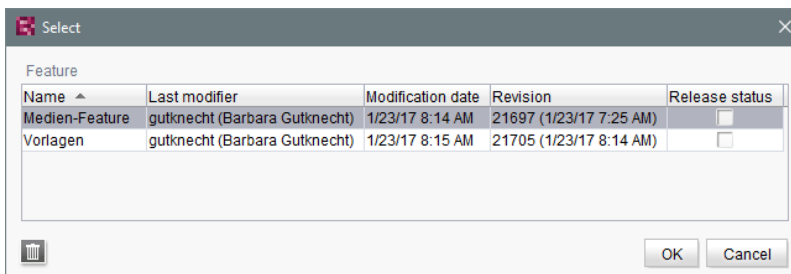 Select
Feature
Name Last modifier Modification date Revision Release status
Medien-Feature gutknecht (Barbara Gutknecht) 1/23/17 8:14 AM 21697 (1/23/17 7:25 AM)
Vorlagen gutknecht (Barbara Gutknecht) 1/23/17 8:15 AM 21705 (1/23/17 8:14 AM)
OK Cancel